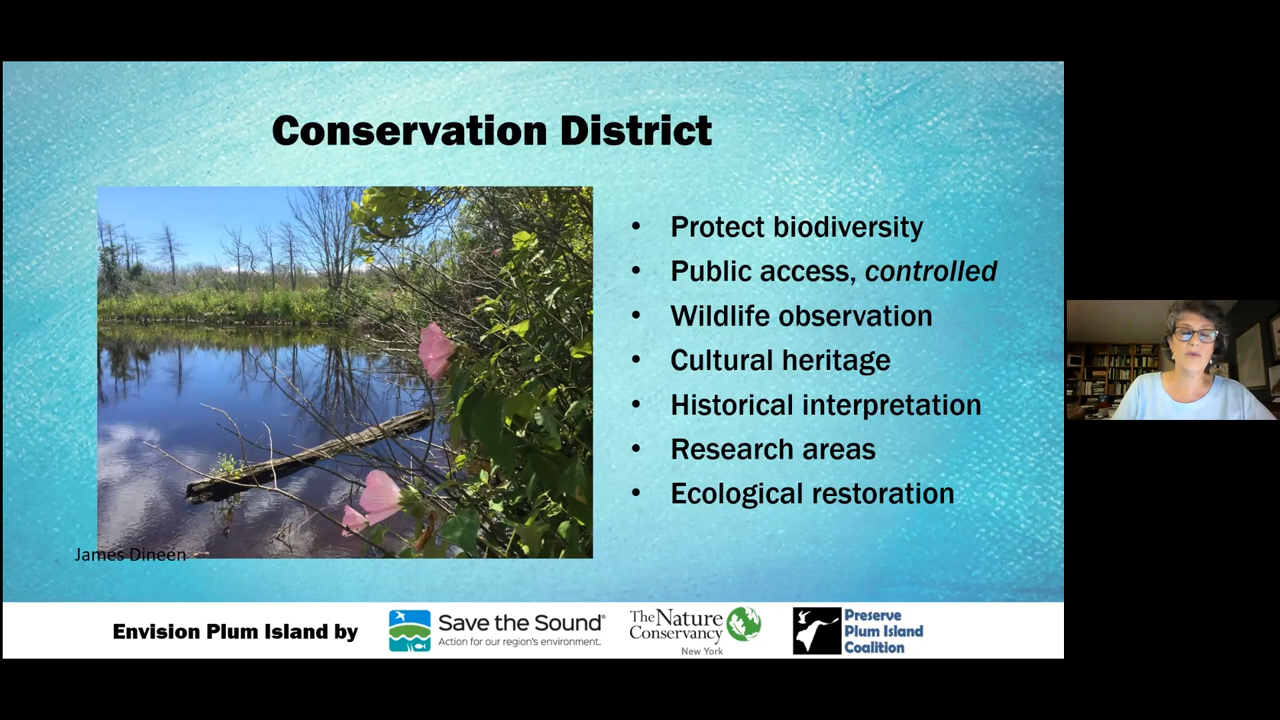 Conservation District
• Protect biodiversity
• Public access, controlled
• Wildlife observation
• Cultural heritage
• Historical interpretation
• Research areas
• Ecological restoration
James Dineen
Envision Plum Island by
Save the Sound®
Action for our region's environment.
The Nature
Conservancy
New York
Preserve
Plum Island
Coalition